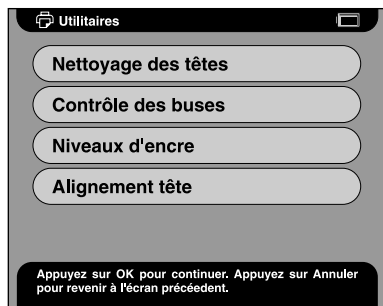 Utilitaires
Nettoyage des têtes
Contrôle des buses
Niveaux d'encre
Alignement tête
Appuyez sur OK pour continuer. Appuyez sur Annuler
pour revenir à l'écran précéedent.